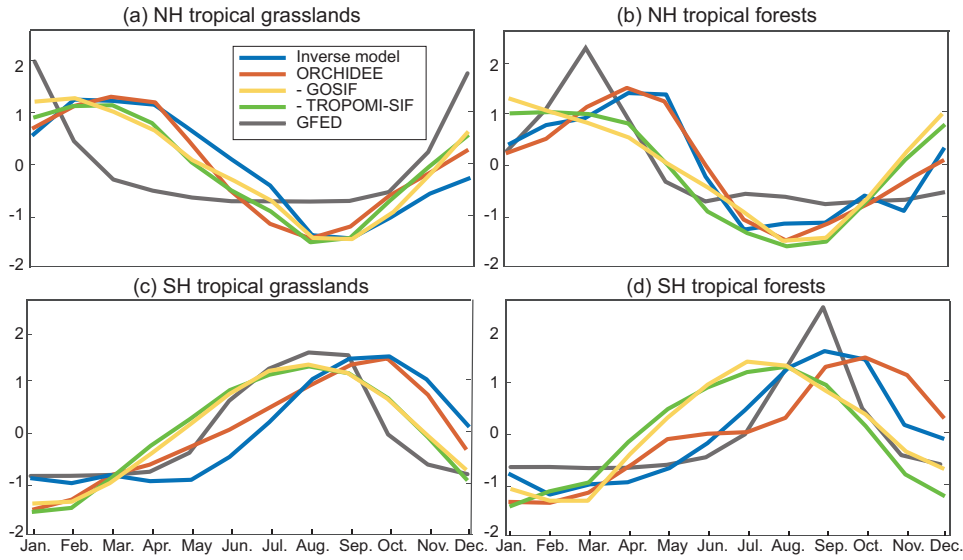 (a) NH tropical grasslands
(b) NH tropical forests
Inverse model
ORCHIDEE
- GOSIF
- TROPOMI-SIF
GFED
2
1
0
-1
-2
2
1
0
-1
-2
(c) SH tropical grasslands
(d) SH tropical forests
2
1
0
-1
-2
2
1
0
-1
-2
Jan. Feb. Mar. Apr. May. Jun. Jul. Aug. Sep. Oct. Nov. Dec.
Jan. Feb. Mar. Apr. May. Jun. Jul. Aug. Sep. Oct. Nov. Dec.